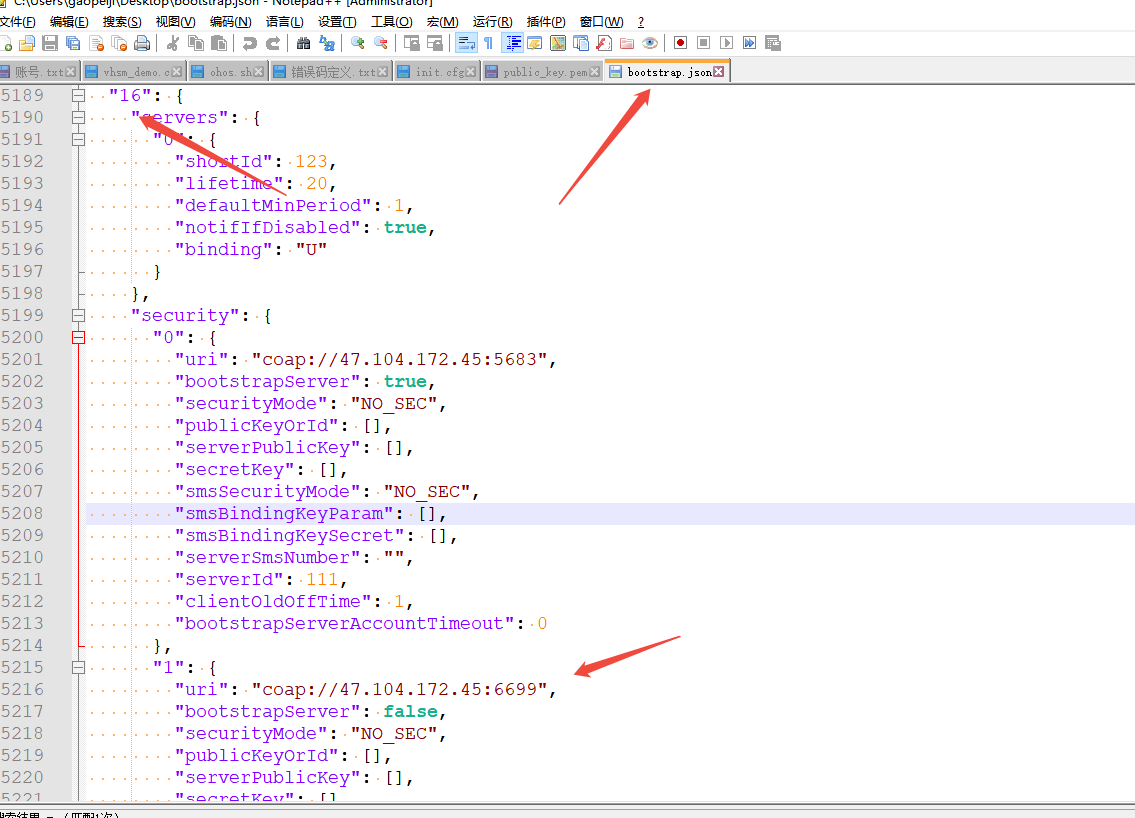 C:\Users\gaopeiji\Desktop\bootstrap.json - Notepad++ [Administrator]
文件(F) 编辑(E) 搜索(S) 视图(V) 编码(N) 语言(L) 设置(T) 工具(O) 宏(M) 运行(R) 插件(P) 窗口(W) ?
账号.txt vhsm_demo.c ohos.sh 错误码定义.txt init.cfg public_key.pem bootstrap.json
5189 "16": {
5190 "servers": {
5191 "0": {
5192 "shortId": 123,
5193 "lifetime": 20,
5194 "defaultMinPeriod": 1,
5195 "notifIfDisabled": true,
5196 "binding": "U"
5197 }
5198 },
5199 "security": {
5200 "0": {
5201 "uri": "coap://47.104.172.45:5683",
5202 "bootstrapServer": true,
5203 "securityMode": "NO_SEC",
5204 "publicKeyOrId": [],
5205 "serverPublicKey": [],
5206 "secretKey": [],
5207 "smsSecurityMode": "NO_SEC",
5208 "smsBindingKeyParam": [],
5209 "smsBindingKeySecret": [],
5210 "serverSmsNumber": "",
5211 "serverId": 111,
5212 "clientOldOffTime": 1,
5213 "bootstrapServerAccountTimeout": 0
5214 },
5215 "1": {
5216 "uri": "coap://47.104.172.45:6699",
5217 "bootstrapServer": false,
5218 "securityMode": "NO_SEC",
5219 "publicKeyOrId": [],
5220 "serverPublicKey": [],
5221 "secretKey": []